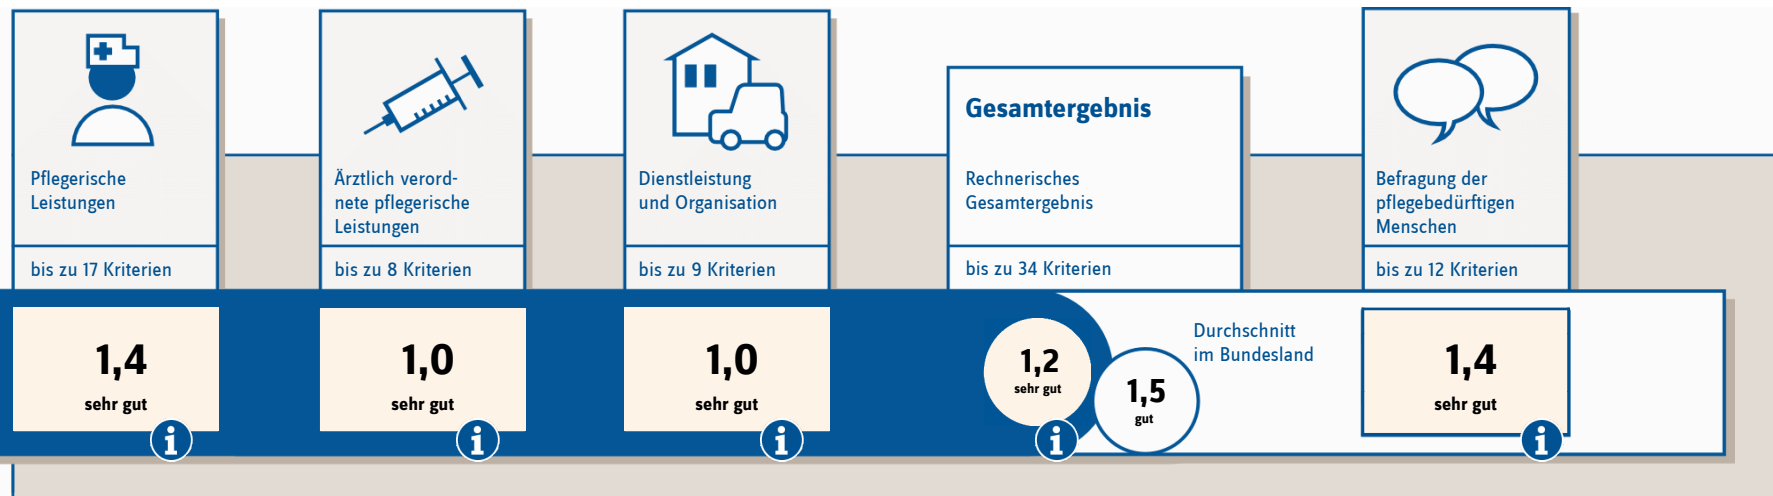 Pflegerische
Leistungen
bis zu 17 Kriterien
1,4
sehr gut
i
Ärztlich verord-
nete pflegerische
Leistungen
bis zu 8 Kriterien
1,0
sehr gut
i
Dienstleistung
und Organisation
bis zu 9 Kriterien
1,0
sehr gut
i
Gesamtergebnis
Rechnerisches
Gesamtergebnis
bis zu 34 Kriterien
1,2
sehr gut
i
1,5
gut
Durchschnitt
im Bundesland
Befragung der
pflegebedürftigen
Menschen
bis zu 12 Kriterien
1,4
sehr gut
i